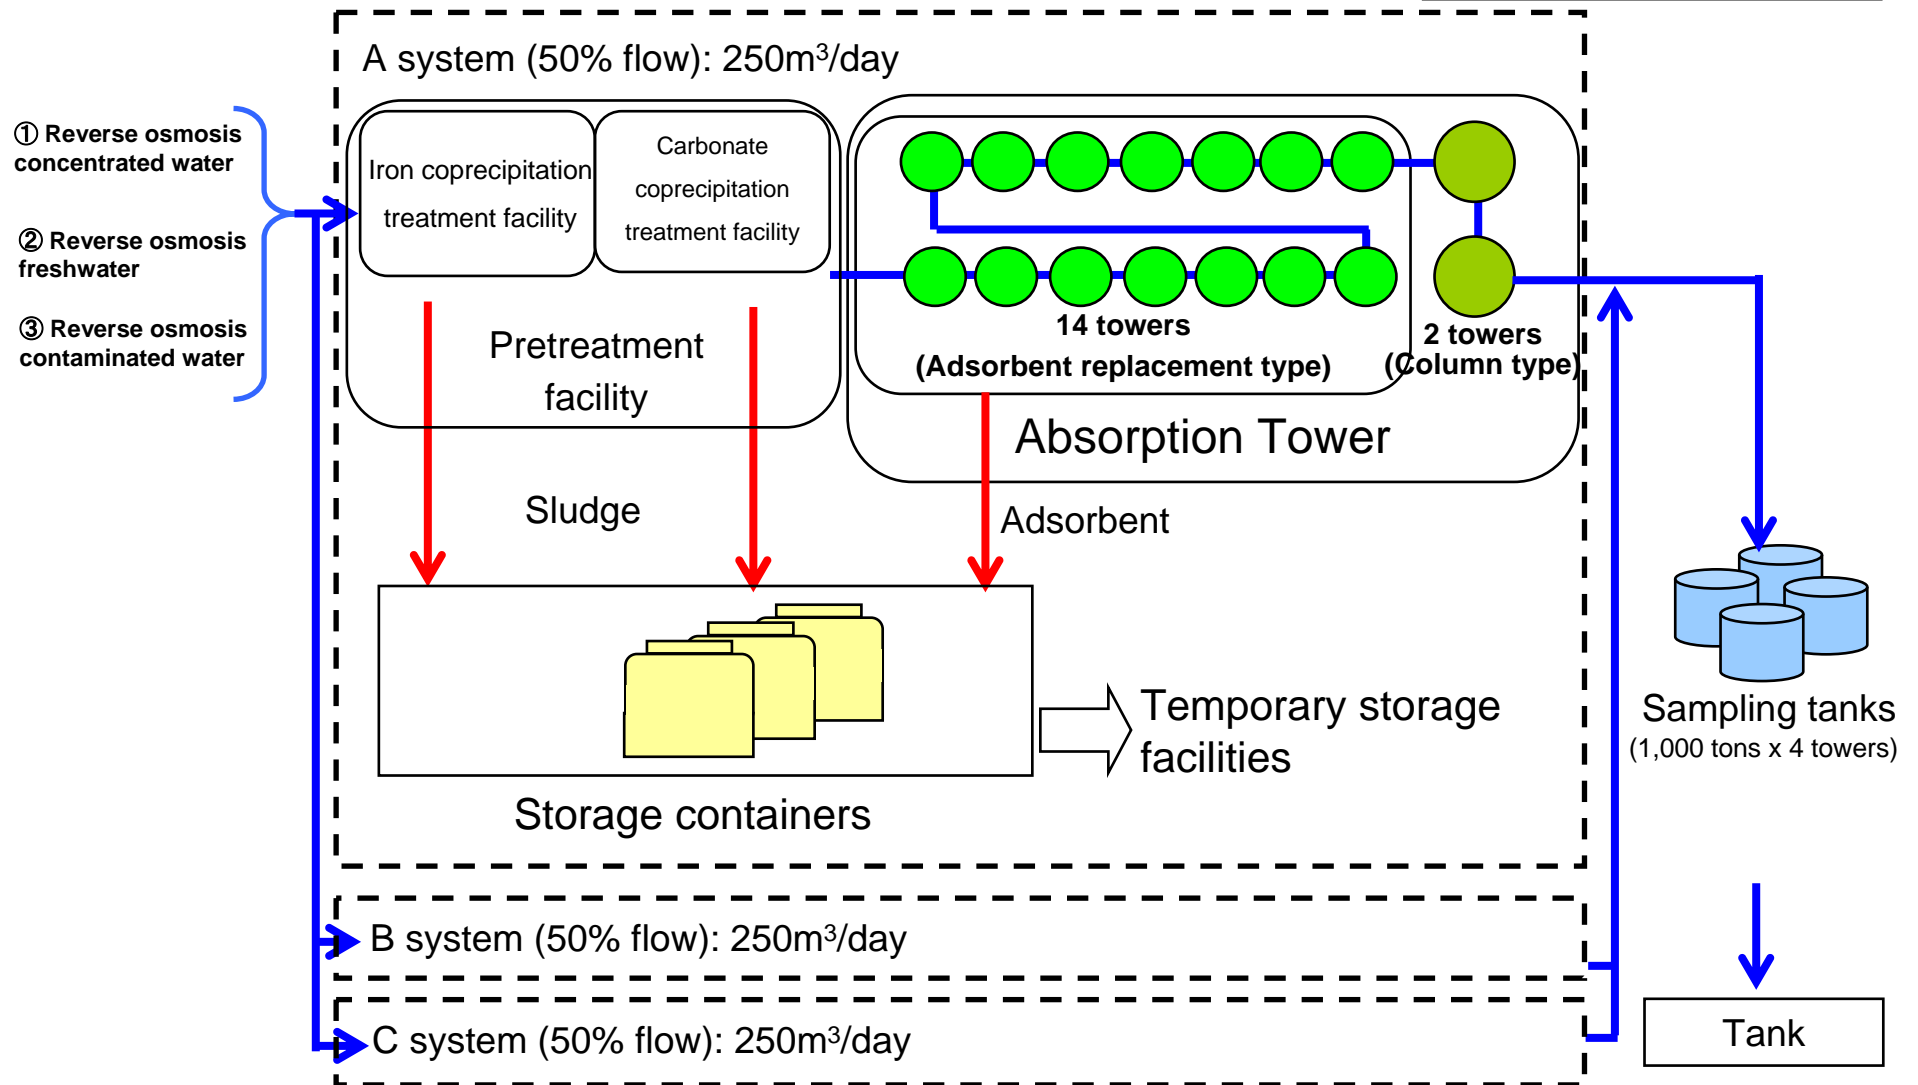 A system (50% flow): 250m³/day
① Reverse osmosis
concentrated water
② Reverse osmosis
freshwater
③ Reverse osmosis
contaminated water
Iron coprecipitation
treatment facility
Carbonate
coprecipitation
treatment facility
Pretreatment
facility
14 towers
(Adsorbent replacement type)
2 towers
(Column type)
Absorption Tower
Sludge
Adsorbent
Temporary storage
facilities
Storage containers
Sampling tanks
(1,000 tons x 4 towers)
B system (50% flow): 250m³/day
C system (50% flow): 250m³/day
Tank